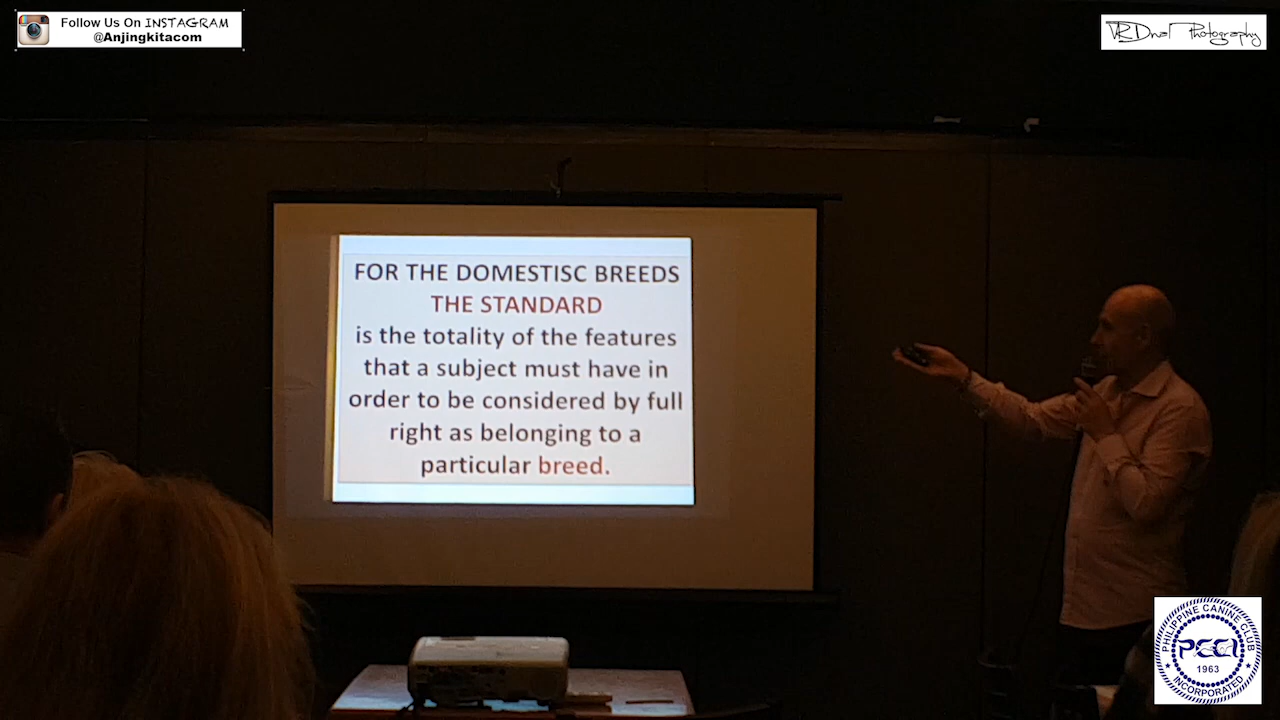 Follow Us On INSTAGRAM
@Anjingkitacom
VRDnal Photography
FOR THE DOMESTISC BREEDS
THE STANDARD
is the totality of the features
that a subject must have in
order to be considered by full
right as belonging to a
particular breed.
PHILIPPINE CANINE CLUB
PCCI
1963
INCORPORATED